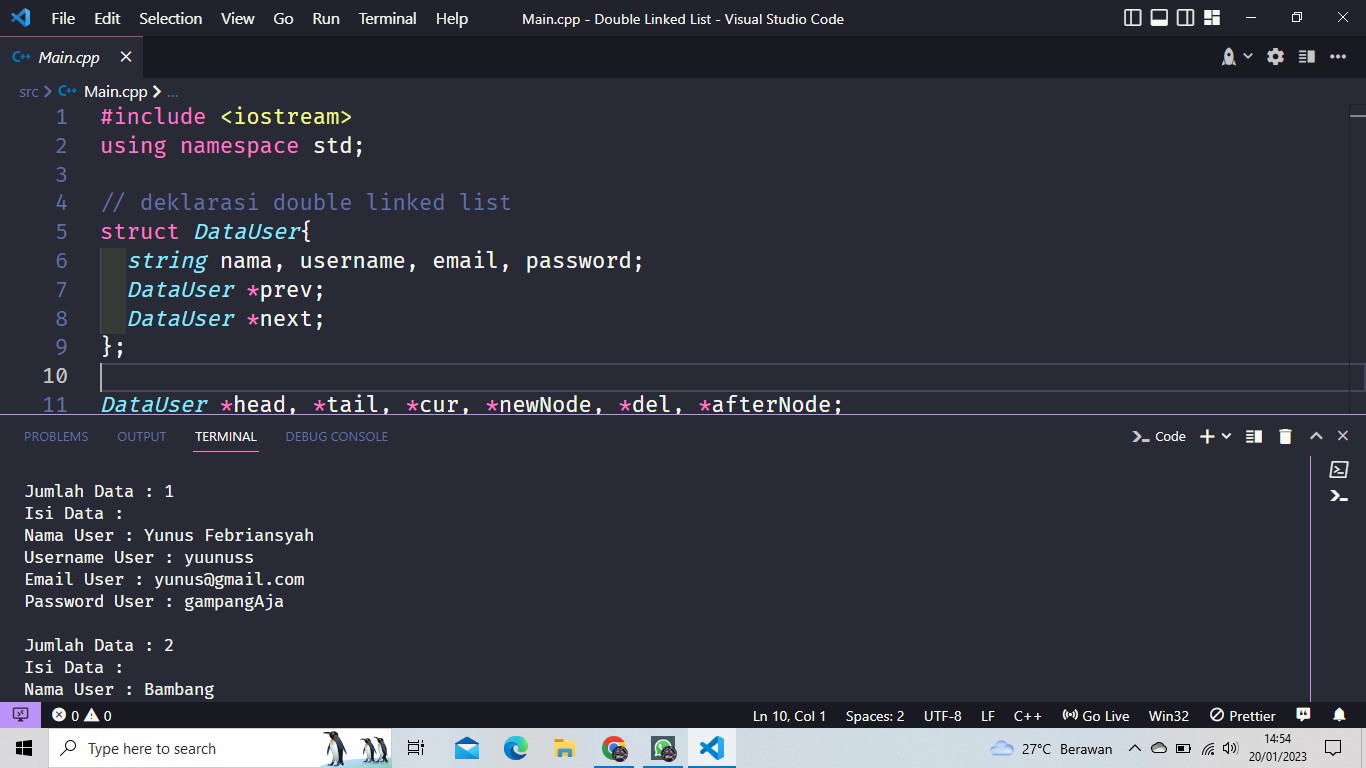 File Edit Selection View Go Run Terminal Help Main.cpp - Double Linked List - Visual Studio Code
C++ Main.cpp
src > C++ Main.cpp > ...
1 #include <iostream>
2 using namespace std;
3
4 // deklarasi double linked list
5 struct DataUser{
6 string nama, username, email, password;
7 DataUser *prev;
8 DataUser *next;
9 };
10
11 DataUser *head, *tail, *cur, *newNode, *del, *afterNode;
PROBLEMS OUTPUT TERMINAL DEBUG CONSOLE Code
Jumlah Data : 1
Isi Data :
Nama User : Yunus Febriansyah
Username User : yuunuss
Email User : yunus@gmail.com
Password User : gampangAja
Jumlah Data : 2
Isi Data :
Nama User : Bambang
0 0 Ln 10, Col 1 Spaces: 2 UTF-8 LF C++ Go Live Win32 Prettier
Type here to search 27°C Berawan 14:54
20/01/2023